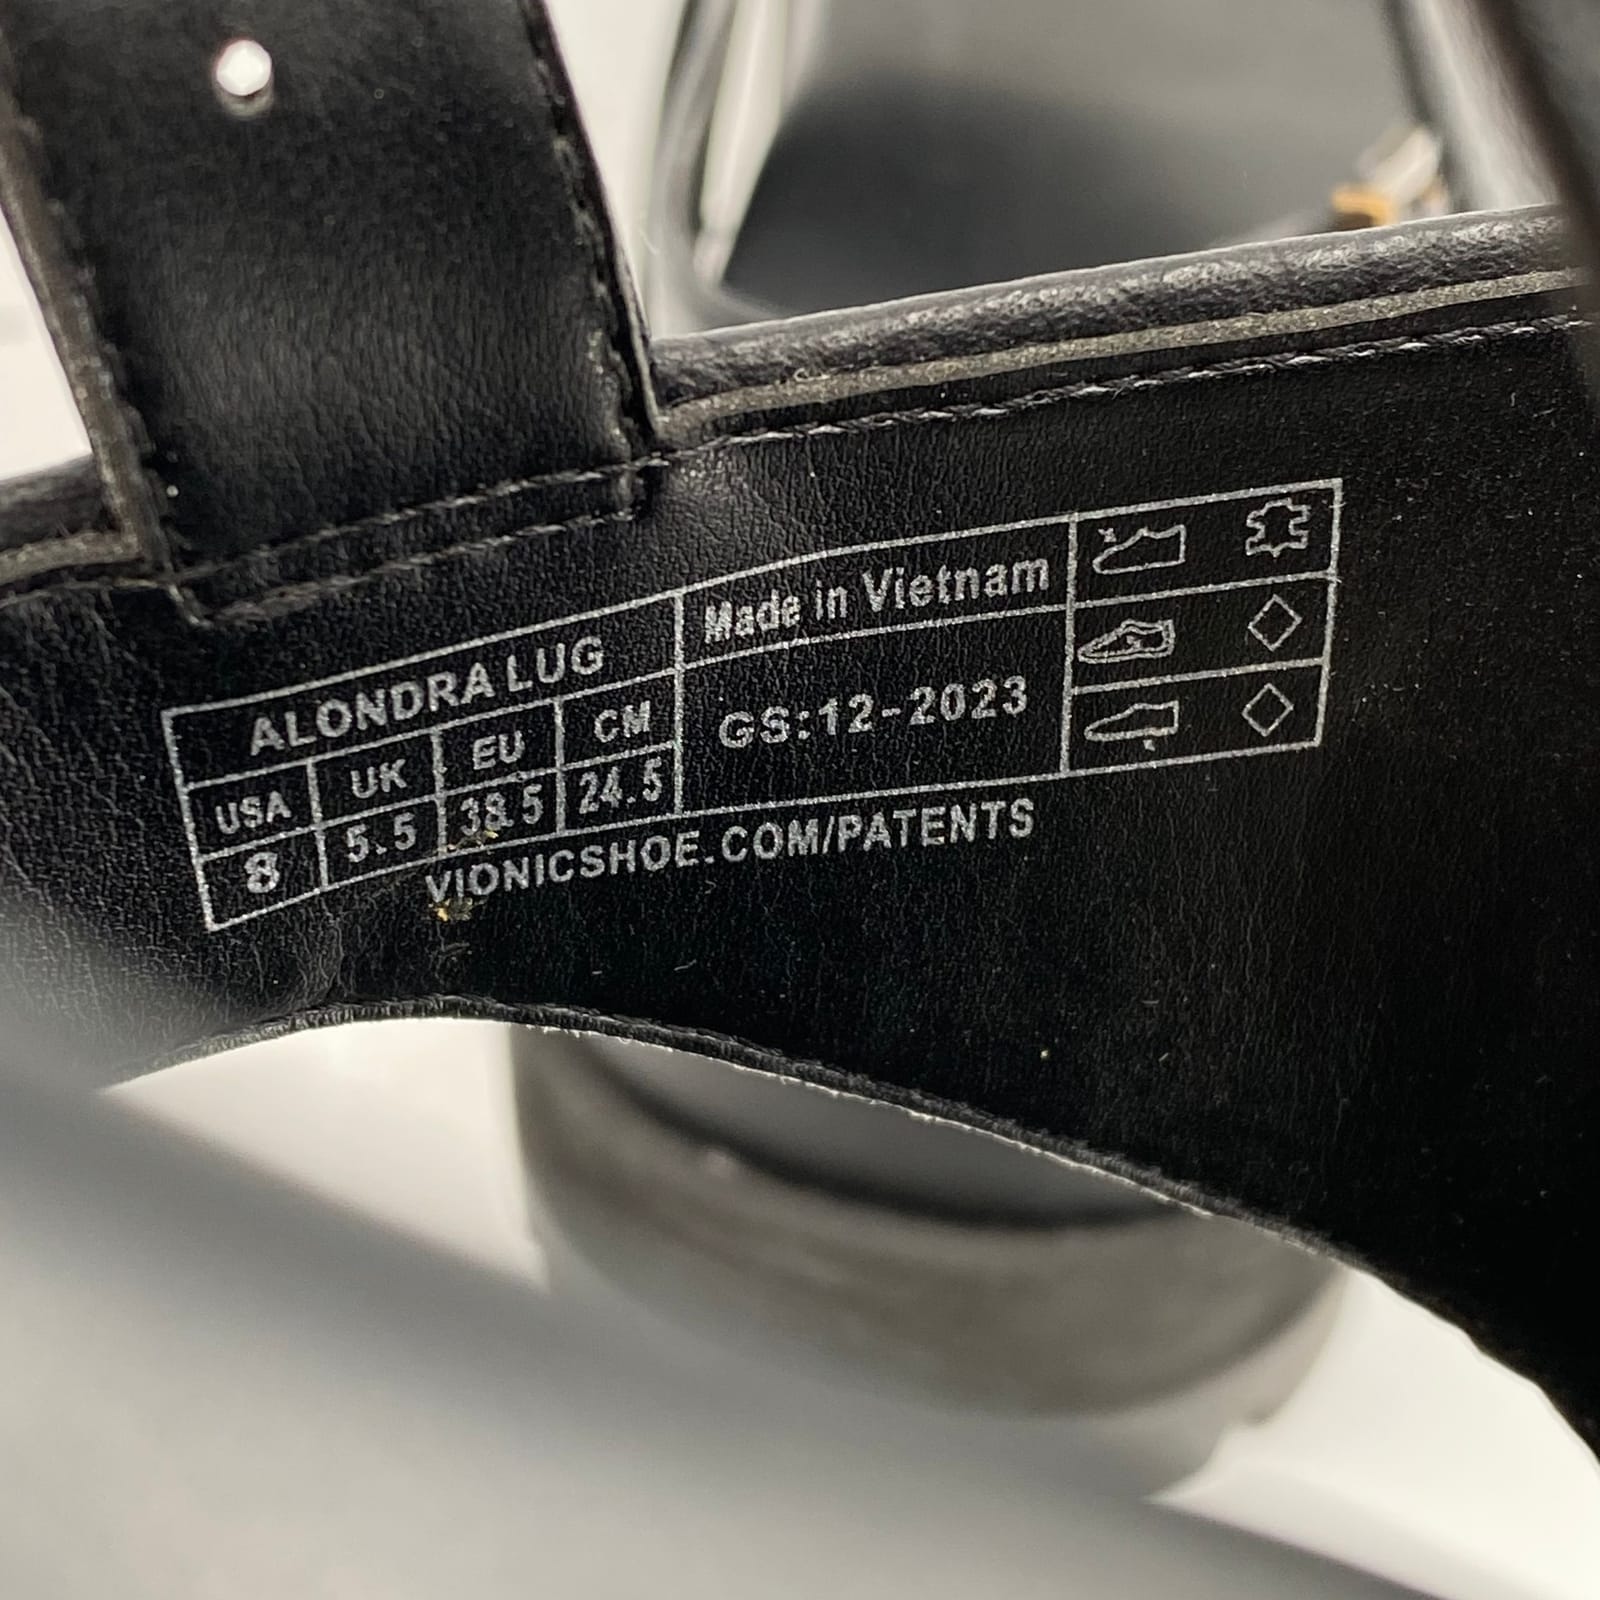 ALONDRA LUG
USA UK EU CM
8 5.5 38.5 24.5
Made in Vietnam
GS:12-2023
VIONICSHOE.COM/PATENTS